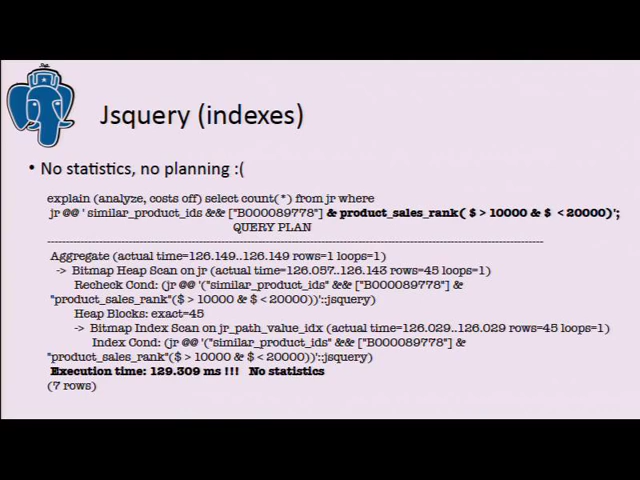 Jsquery (indexes)
• No statistics, no planning :(
explain (analyze, costs off) select count(*) from jr where
jr @@ ' similar_product_ids && ["B000089778"] & product_sales_rank( $ > 10000 & $ < 20000)';
QUERY PLAN
------------------------------------------------------------------------
Aggregate (actual time=126.149..126.149 rows=1 loops=1)
-> Bitmap Heap Scan on jr (actual time=126.057..126.143 rows=45 loops=1)
Recheck Cond: (jr @@ '("similar_product_ids" && ["B000089778"] &
"product_sales_rank"($ > 10000 & $ < 20000))'::jsquery)
Heap Blocks: exact=45
-> Bitmap Index Scan on jr_path_value_idx (actual time=126.029..126.029 rows=45 loops=1)
Index Cond: (jr @@ '("similar_product_ids" && ["B000089778"] &
"product_sales_rank"($ > 10000 & $ < 20000))'::jsquery)
Execution time: 129.309 ms !!! No statistics
(7 rows)